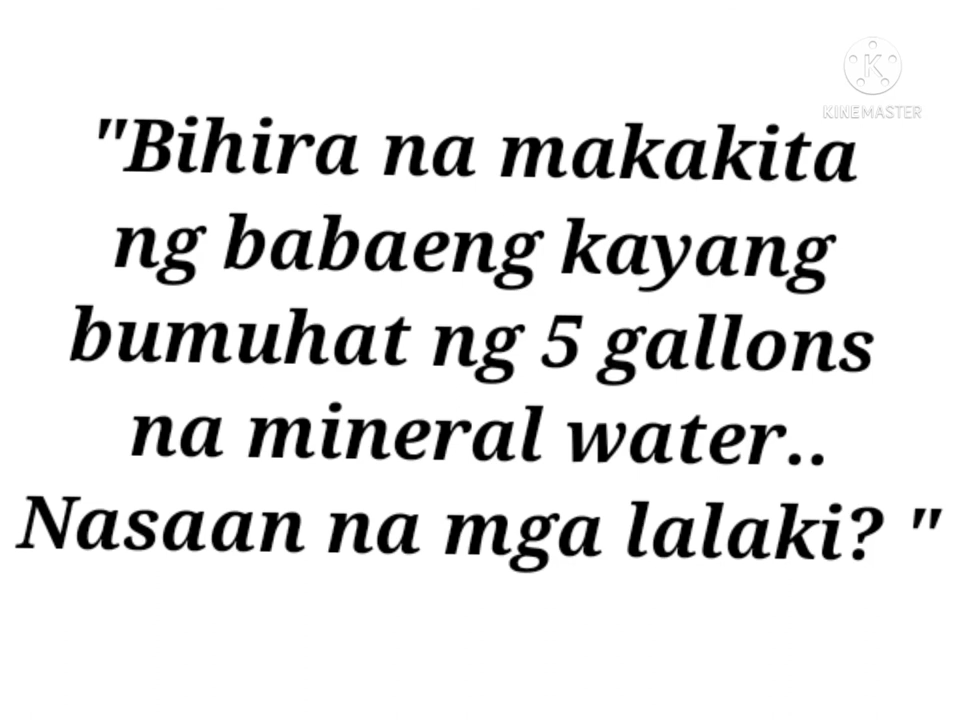 KINEMASTER
"Bihira na makakita
ng babaeng kayang
bumuhat ng 5 gallons
na mineral water..
Nasaan na mga lalaki? "